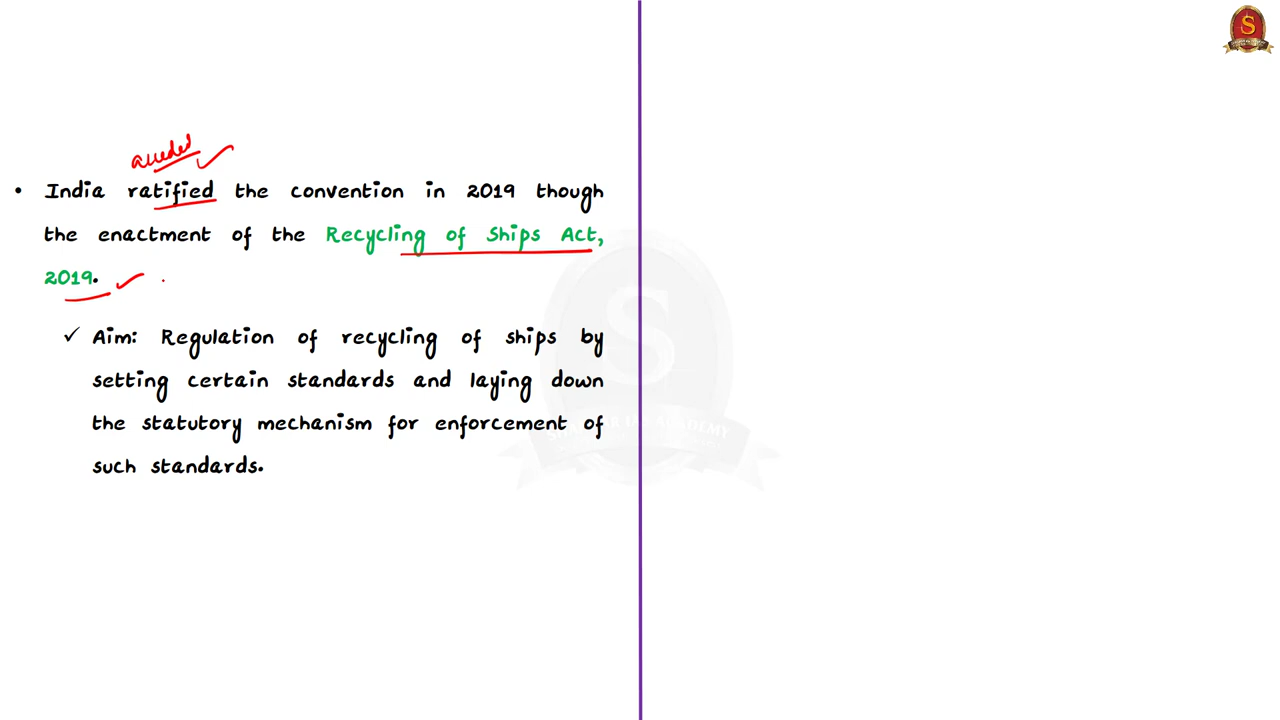 acceded
• India ratified the convention in 2019 though
the enactment of the Recycling of Ships Act,
2019.
✓ Aim: Regulation of recycling of ships by
setting certain standards and laying down
the statutory mechanism for enforcement of
such standards.